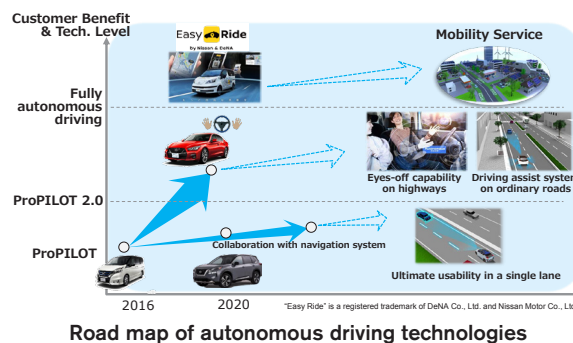 Customer Benefit
& Tech. Level
Easy Ride
by Nissan & DeNA
Mobility Service
Fully
autonomous
driving
Eyes-off capability
on highways
Driving assist system
on ordinary roads
ProPILOT 2.0
ProPILOT
Collaboration with navigation system
Ultimate usability in a single lane
2016
2020
"Easy Ride" is a registered trademark of DeNA Co., Ltd. and Nissan Motor Co., Ltd
Road map of autonomous driving technologies